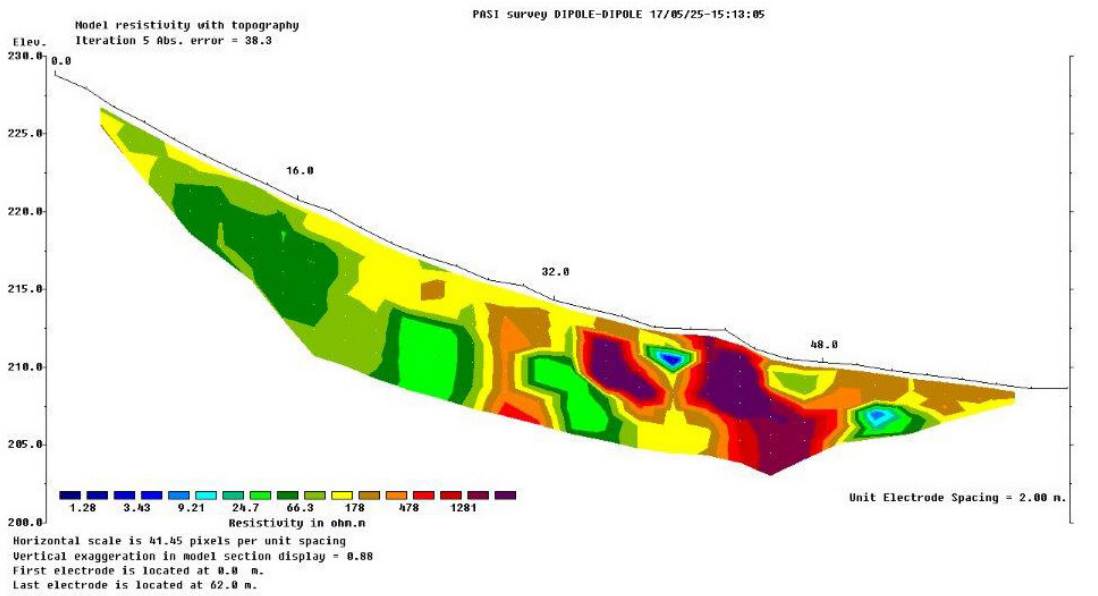 PASI survey DIPOLE-DIPOLE 17/05/25-15:13:05
Model resistivity with topography
Iteration 5 Abs. error = 38.3
Elev.
230.0
0.0
225.0
16.0
220.0
215.0
32.0
48.0
210.0
205.0
Unit Electrode Spacing = 2.00 m.
1.28 3.43 9.21 24.7 66.3 178 478 1281
200.0
Resistivity in ohm.m
Horizontal scale is 41.45 pixels per unit spacing
Vertical exaggeration in model section display = 0.88
First electrode is located at 0.0 m.
Last electrode is located at 62.0 m.